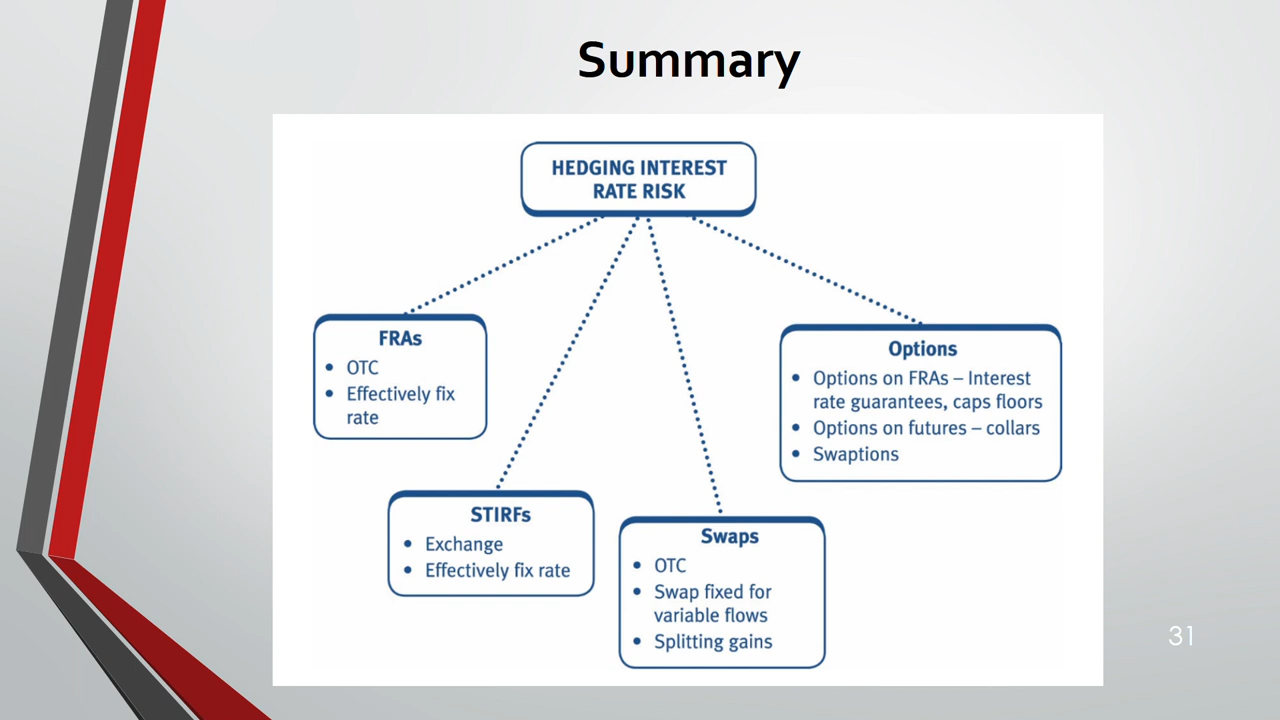 Summary
HEDGING INTEREST
RATE RISK
FRAs
• OTC
• Effectively fix
rate
Options
• Options on FRAs – Interest
rate guarantees, caps floors
• Options on futures – collars
• Swaptions
STIRFs
• Exchange
• Effectively fix rate
Swaps
• OTC
• Swap fixed for
variable flows
• Splitting gains
31